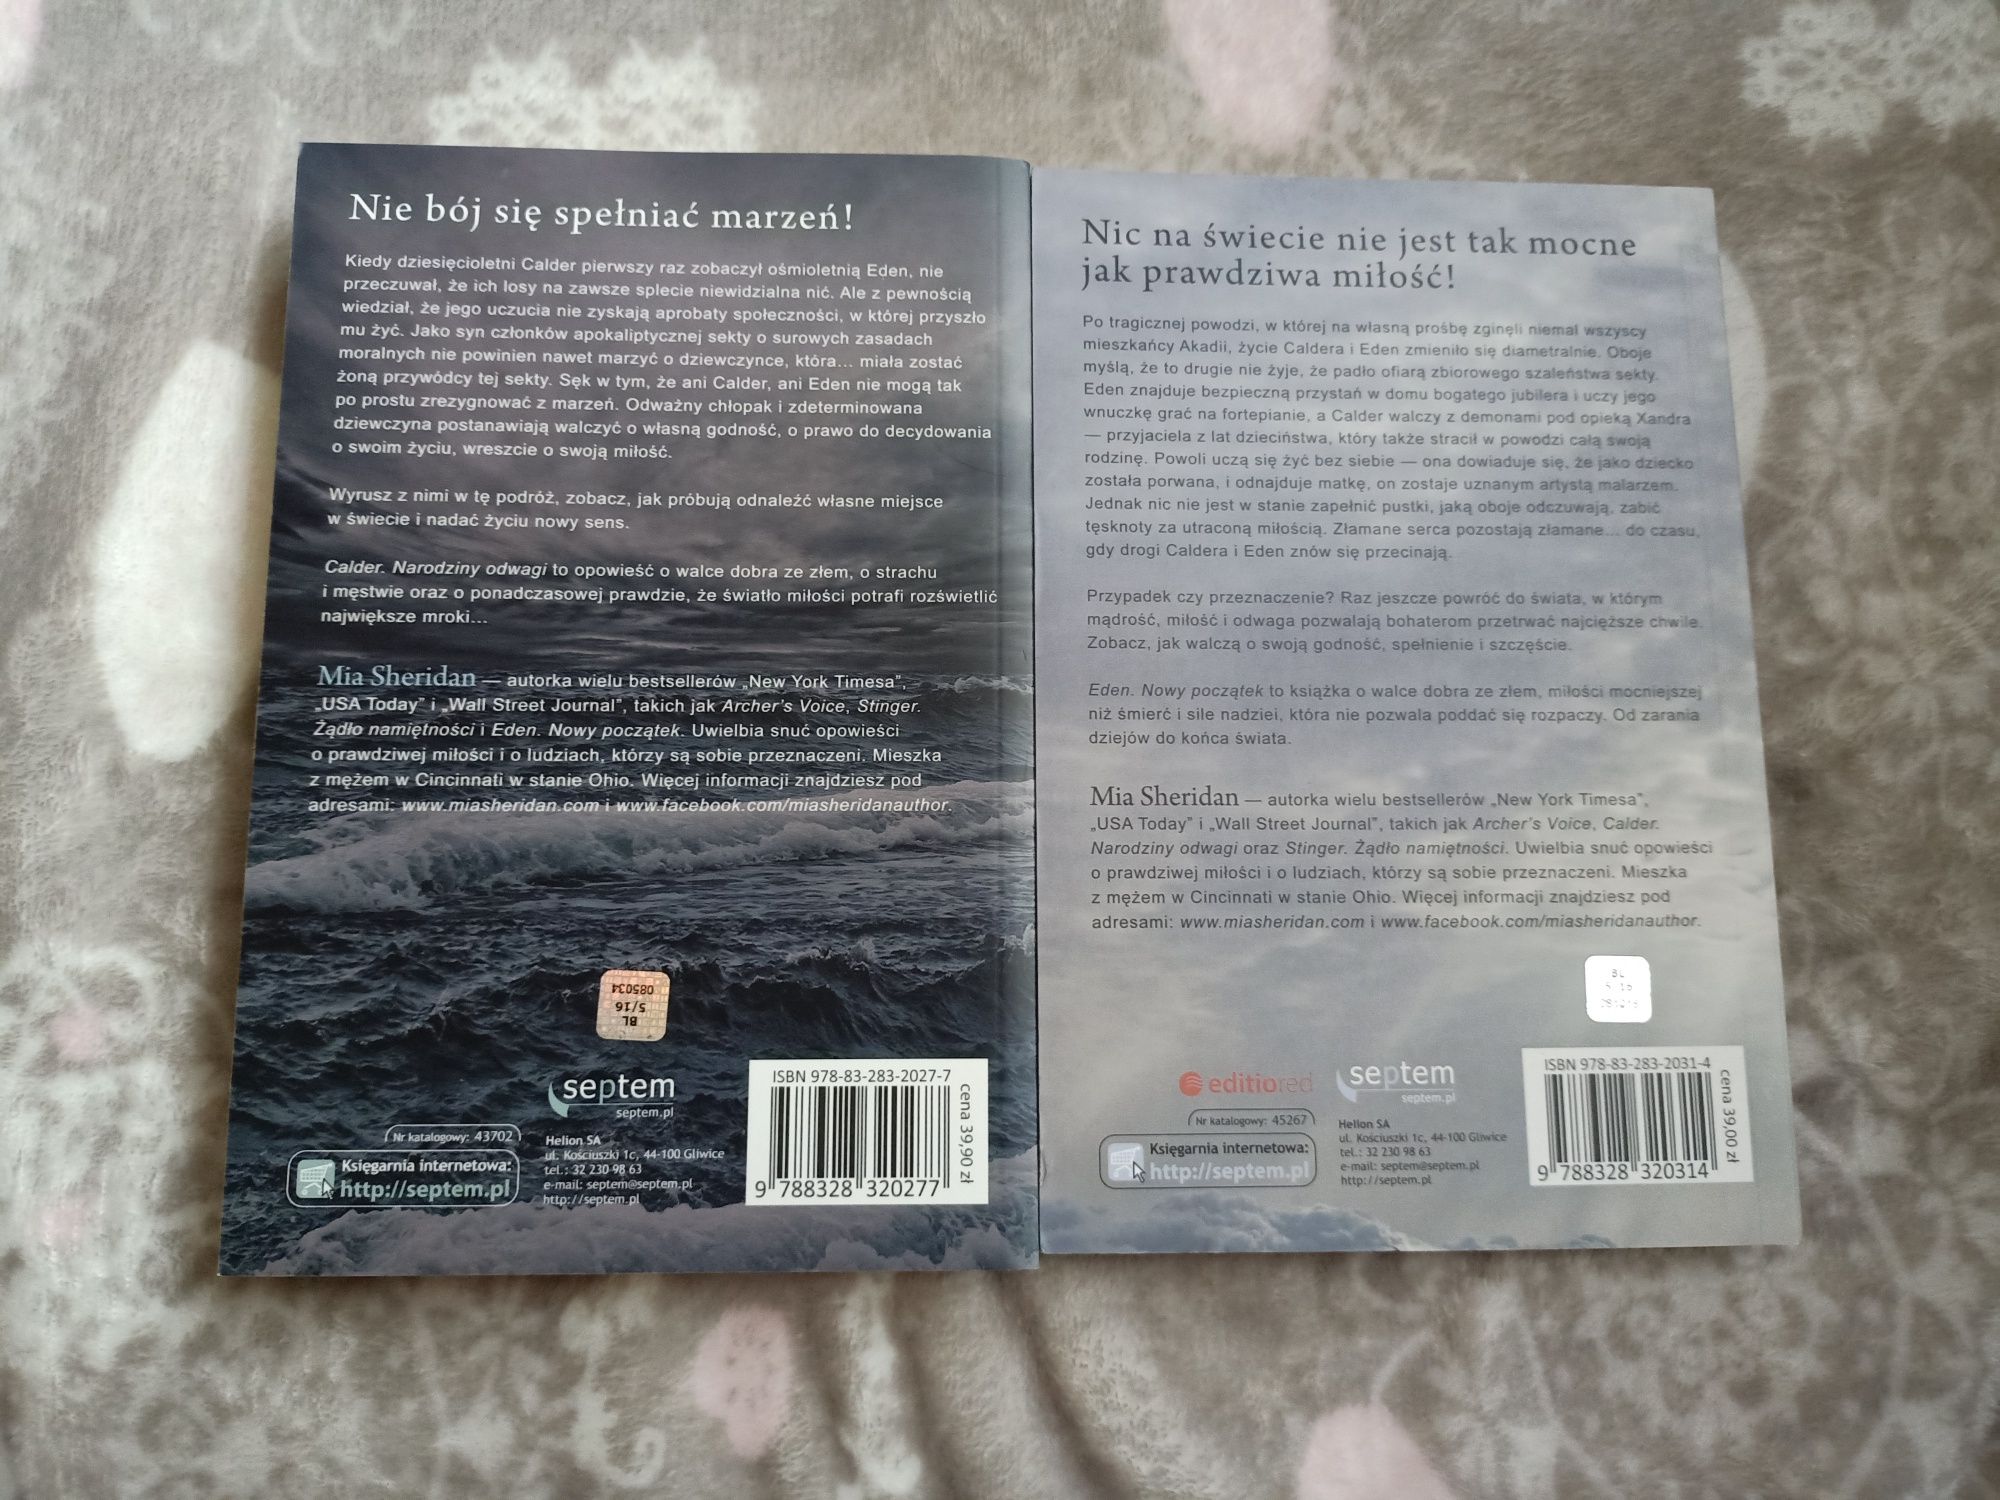 Nie bój się spełniać marzeń!
Kiedy dziesięcioletni Calder pierwszy raz zobaczył ośmioletnią Eden, nie
przeczuwał, że ich losy na zawsze splecie niewidzialna nić. Ale z pewnością
wiedział, że jego uczucia nie zyskają aprobaty społeczności, w której przyszło
mu żyć. Jako syn członków apokaliptycznej sekty o surowych zasadach
moralnych nie powinien nawet marzyć o dziewczynce, która... miała zostać
żoną przywódcy tej sekty. Sęk w tym, że ani Calder, ani Eden nie mogą tak
po prostu zrezygnować z marzeń. Odważny chłopak i zdeterminowana
dziewczyna postanawiają walczyć o własną godność, o prawo do decydowania
o swoim życiu, wreszcie o swoją miłość.
Wyrusz z nimi w tę podróż, zobacz, jak próbują odnaleźć własne miejsce
w świecie i nadać życiu nowy sens.
Calder. Narodziny odwagi to opowieść o walce dobra ze złem, o strachu
i męstwie oraz o ponadczasowej prawdzie, że światło miłości potrafi rozświetlić
największe mroki...
Mia Sheridan — autorka wielu bestsellerów „New York Timesa”,
„USA Today” i „Wall Street Journal”, takich jak Archer's Voice, Stinger.
Żądło namiętności i Eden. Nowy początek. Uwielbia snuć opowieści
o prawdziwej miłości i o ludziach, którzy są sobie przeznaczeni. Mieszka
z mężem w Cincinnati w stanie Ohio. Więcej informacji znajdziesz pod
adresami: www.miasheridan.com i www.facebook.com/miasheridanauthor.
BL
5/16
085034
septem
septem.pl
Nr katalogowy: 43702
Księgarnia internetowa:
http://septem.pl
Helion SA
ul. Kościuszki 1c, 44-100 Gliwice
tel.: 32 230 98 63
e-mail: septem@septem.pl
http://septem.pl
ISBN 978-83-283-2027-7
9 788328 320277
cena 39,90 zł
Nic na świecie nie jest tak mocne
jak prawdziwa miłość!
Po tragicznej powodzi, w której na własną prośbę zginęli niemal wszyscy
mieszkańcy Akadii, życie Caldera i Eden zmieniło się diametralnie. Oboje
myślą, że to drugie nie żyje, że padło ofiarą zbiorowego szaleństwa sekty.
Eden znajduje bezpieczną przystań w domu bogatego jubilera i uczy jego
wnuczkę grać na fortepianie, a Calder walczy z demonami pod opieką Xandra
— przyjaciela z lat dzieciństwa, który także stracił w powodzi całą swoją
rodzinę. Powoli uczą się żyć bez siebie — ona dowiaduje się, że jako dziecko
została porwana, i odnajduje matkę, on zostaje uznanym artystą malarzem.
Jednak nic nie jest w stanie zapełnić pustki, jaką oboje odczuwają, zabić
tęsknoty za utraconą miłością. Złamane serca pozostają złamane... do czasu,
gdy drogi Caldera i Eden znów się przecinają.
Przypadek czy przeznaczenie? Raz jeszcze powróć do świata, w którym
mądrość, miłość i odwaga pozwalają bohaterom przetrwać najcięższe chwile.
Zobacz, jak walczą o swoją godność, spełnienie i szczęście.
Eden. Nowy początek to książka o walce dobra ze złem, miłości mocniejszej
niż śmierć i sile nadziei, która nie pozwala poddać się rozpaczy. Od zarania
dziejów do końca świata.
Mia Sheridan — autorka wielu bestsellerów „New York Timesa”,
„USA Today” i „Wall Street Journal”, takich jak Archer's Voice, Calder.
Narodziny odwagi oraz Stinger. Żądło namiętności. Uwielbia snuć opowieści
o prawdziwej miłości i o ludziach, którzy są sobie przeznaczeni. Mieszka
z mężem w Cincinnati w stanie Ohio. Więcej informacji znajdziesz pod
adresami: www.miasheridan.com i www.facebook.com/miasheridanauthor.
BL
5/16
editiored
septem
septem.pl
Nr katalogowy: 45267
Księgarnia internetowa:
http://septem.pl
Helion SA
ul. Kościuszki 1c, 44-100 Gliwice
tel.: 32 230 98 63
e-mail: septem@septem.pl
http://septem.pl
ISBN 978-83-283-2031-4
9 788328 320314
cena 39,00 zł